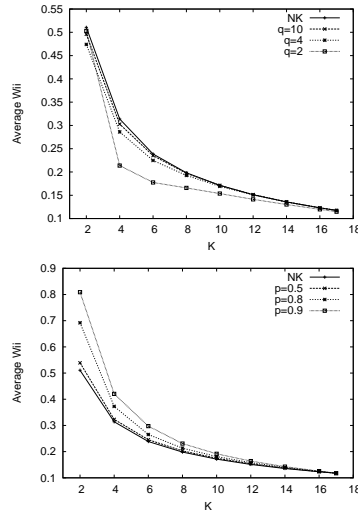 0.55
0.5
0.45
0.4
0.35
0.3
0.25
0.2
0.15
0.1
Average Wii
NK
q=10
q=4
q=2
2 4 6 8 10 12 14 16 18
K
0.9
0.8
0.7
0.6
0.5
0.4
0.3
0.2
0.1
Average Wii
NK
p=0.5
p=0.8
p=0.9
2 4 6 8 10 12 14 16 18
K